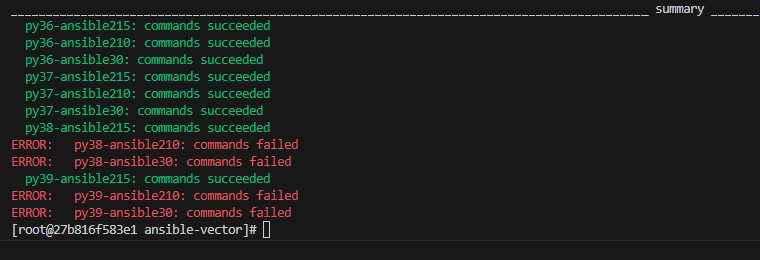 summary
py36-ansible215: commands succeeded
py36-ansible210: commands succeeded
py36-ansible30: commands succeeded
py37-ansible215: commands succeeded
py37-ansible210: commands succeeded
py37-ansible30: commands succeeded
py38-ansible215: commands succeeded
ERROR:   py38-ansible210: commands failed
ERROR:   py38-ansible30: commands failed
py39-ansible215: commands succeeded
ERROR:   py39-ansible210: commands failed
ERROR:   py39-ansible30: commands failed
[root@27b816f583e1 ansible-vector]#